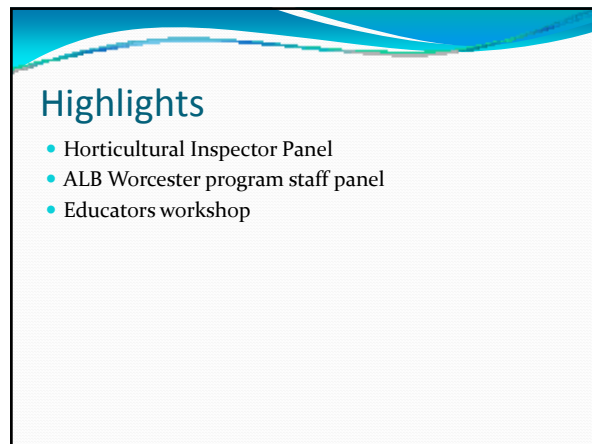 Highlights
Horticultural Inspector Panel
ALB Worcester program staff panel
Educators workshop